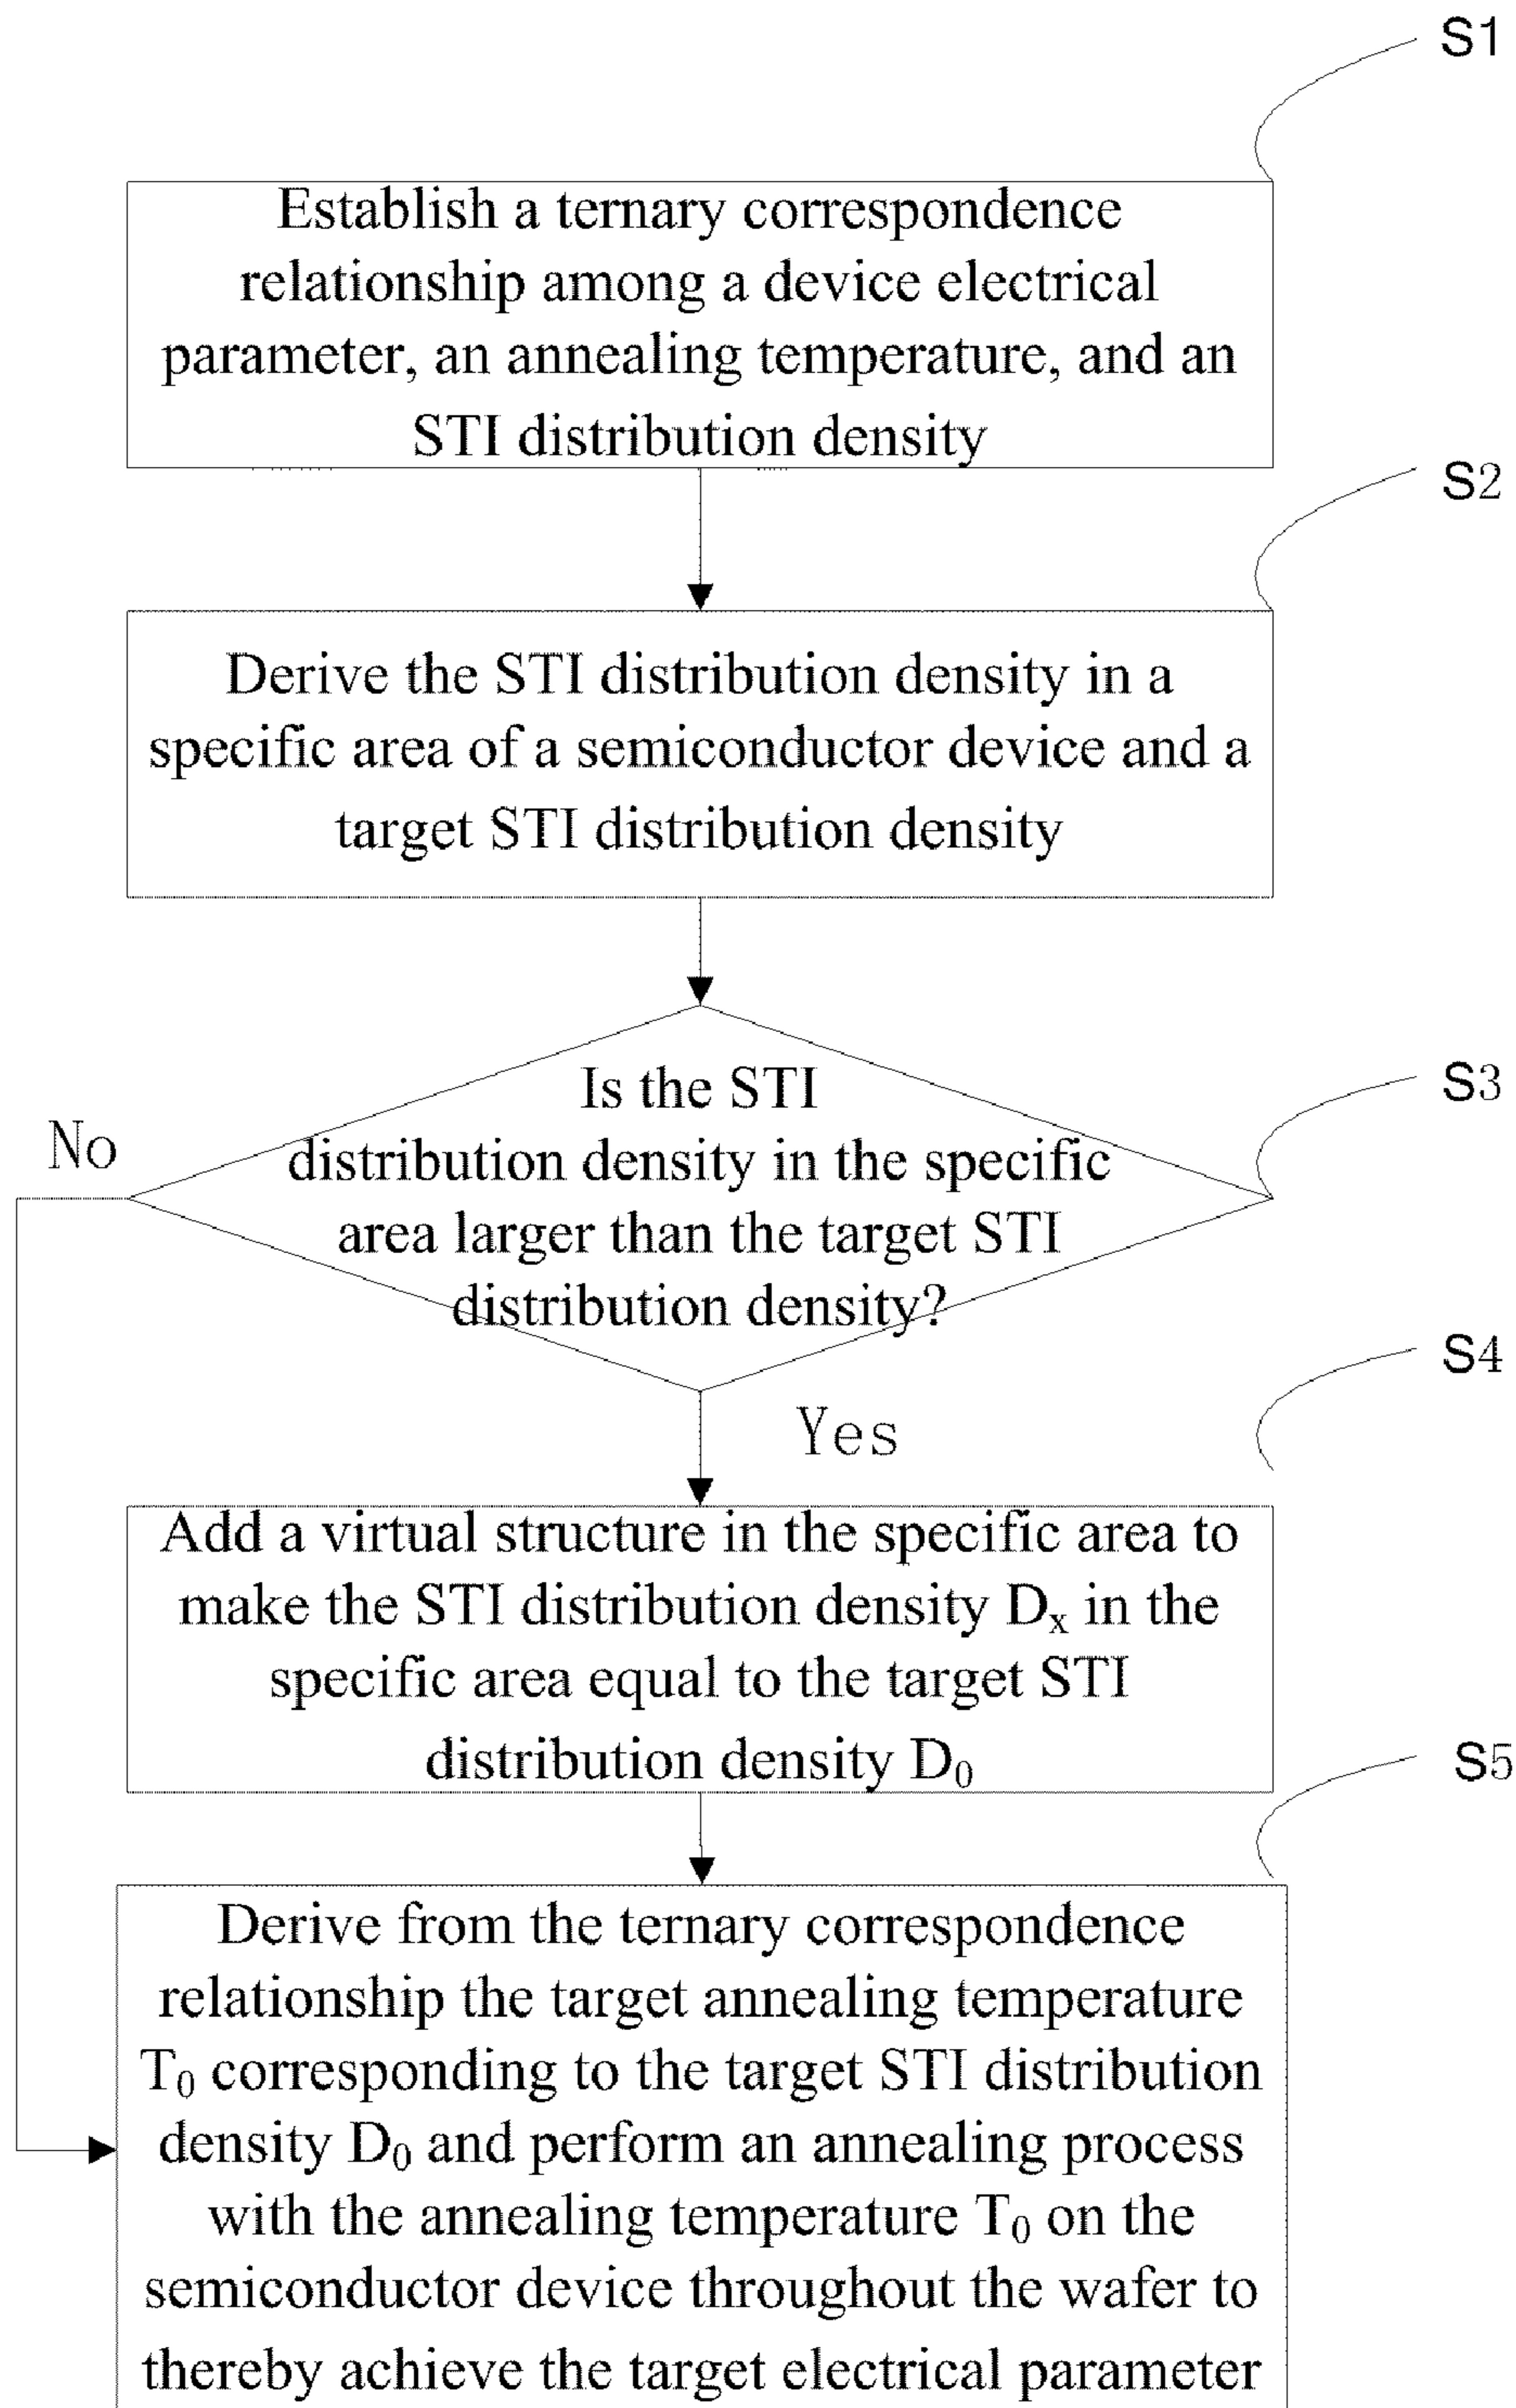 S1
Establish a ternary correspondence
relationship among a device electrical
parameter, an annealing temperature, and an
STI distribution density
S2
Derive the STI distribution density in a
specific area of a semiconductor device and a
target STI distribution density
S3
Is the STI
distribution density in the specific
area larger than the target STI
distribution density?
No
Yes
S4
Add a virtual structure in the specific area to
make the STI distribution density Dₓ in the
specific area equal to the target STI
distribution density D₀
S5
Derive from the ternary correspondence
relationship the target annealing temperature
T₀ corresponding to the target STI distribution
density D₀ and perform an annealing process
with the annealing temperature T₀ on the
semiconductor device throughout the wafer to
thereby achieve the target electrical parameter